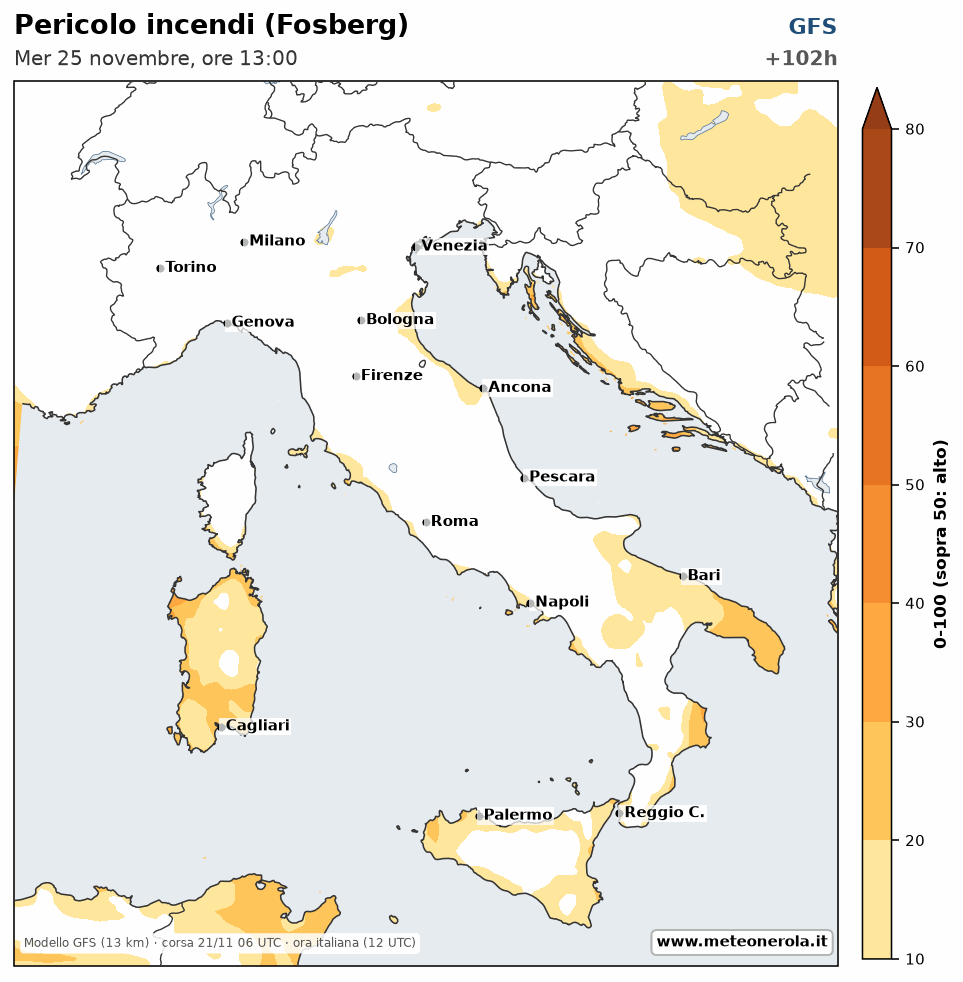 Pericolo incendi (Fosberg)
GFS
Mer 25 novembre, ore 13:00
+102h
80
70
60
50
40
30
20
10
0-100 (sopra 50: alto)
Milano
Venezia
Torino
Genova
Bologna
Firenze
Ancona
Pescara
Roma
Bari
Napoli
Cagliari
Palermo
Reggio C.
Modello GFS (13 km) · corsa 21/11 06 UTC · ora italiana (12 UTC)
www.meteonerola.it